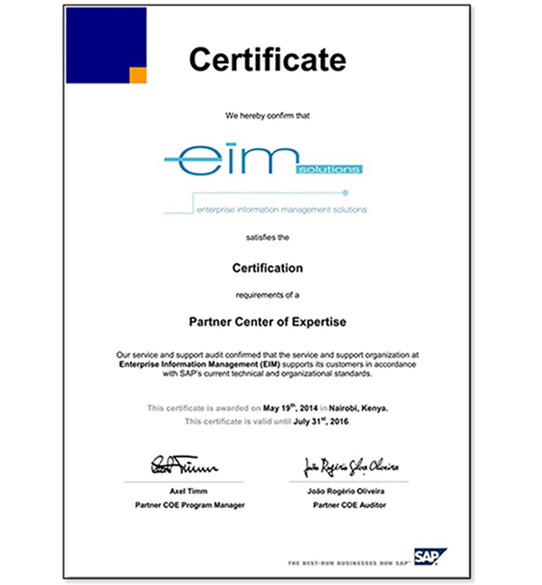 Certificate
We hereby confirm that
eim
solutions
enterprise information management solutions
satisfies the
Certification
requirements of a
Partner Center of Expertise
Our service and support audit confirmed that the service and support organization at
Enterprise Information Management (EIM) supports its customers in accordance
with SAP's current technical and organizational standards.
This certificate is awarded on May 19th, 2014 in Nairobi, Kenya.
This certificate is valid until July 31st, 2016
Axel Timm
João Rogério Silva Oliveira
Axel Timm João Rogério Oliveira
Partner COE Program Manager Partner COE Auditor
THE BEST-RUN BUSINESSES RUN SAP®
SAP